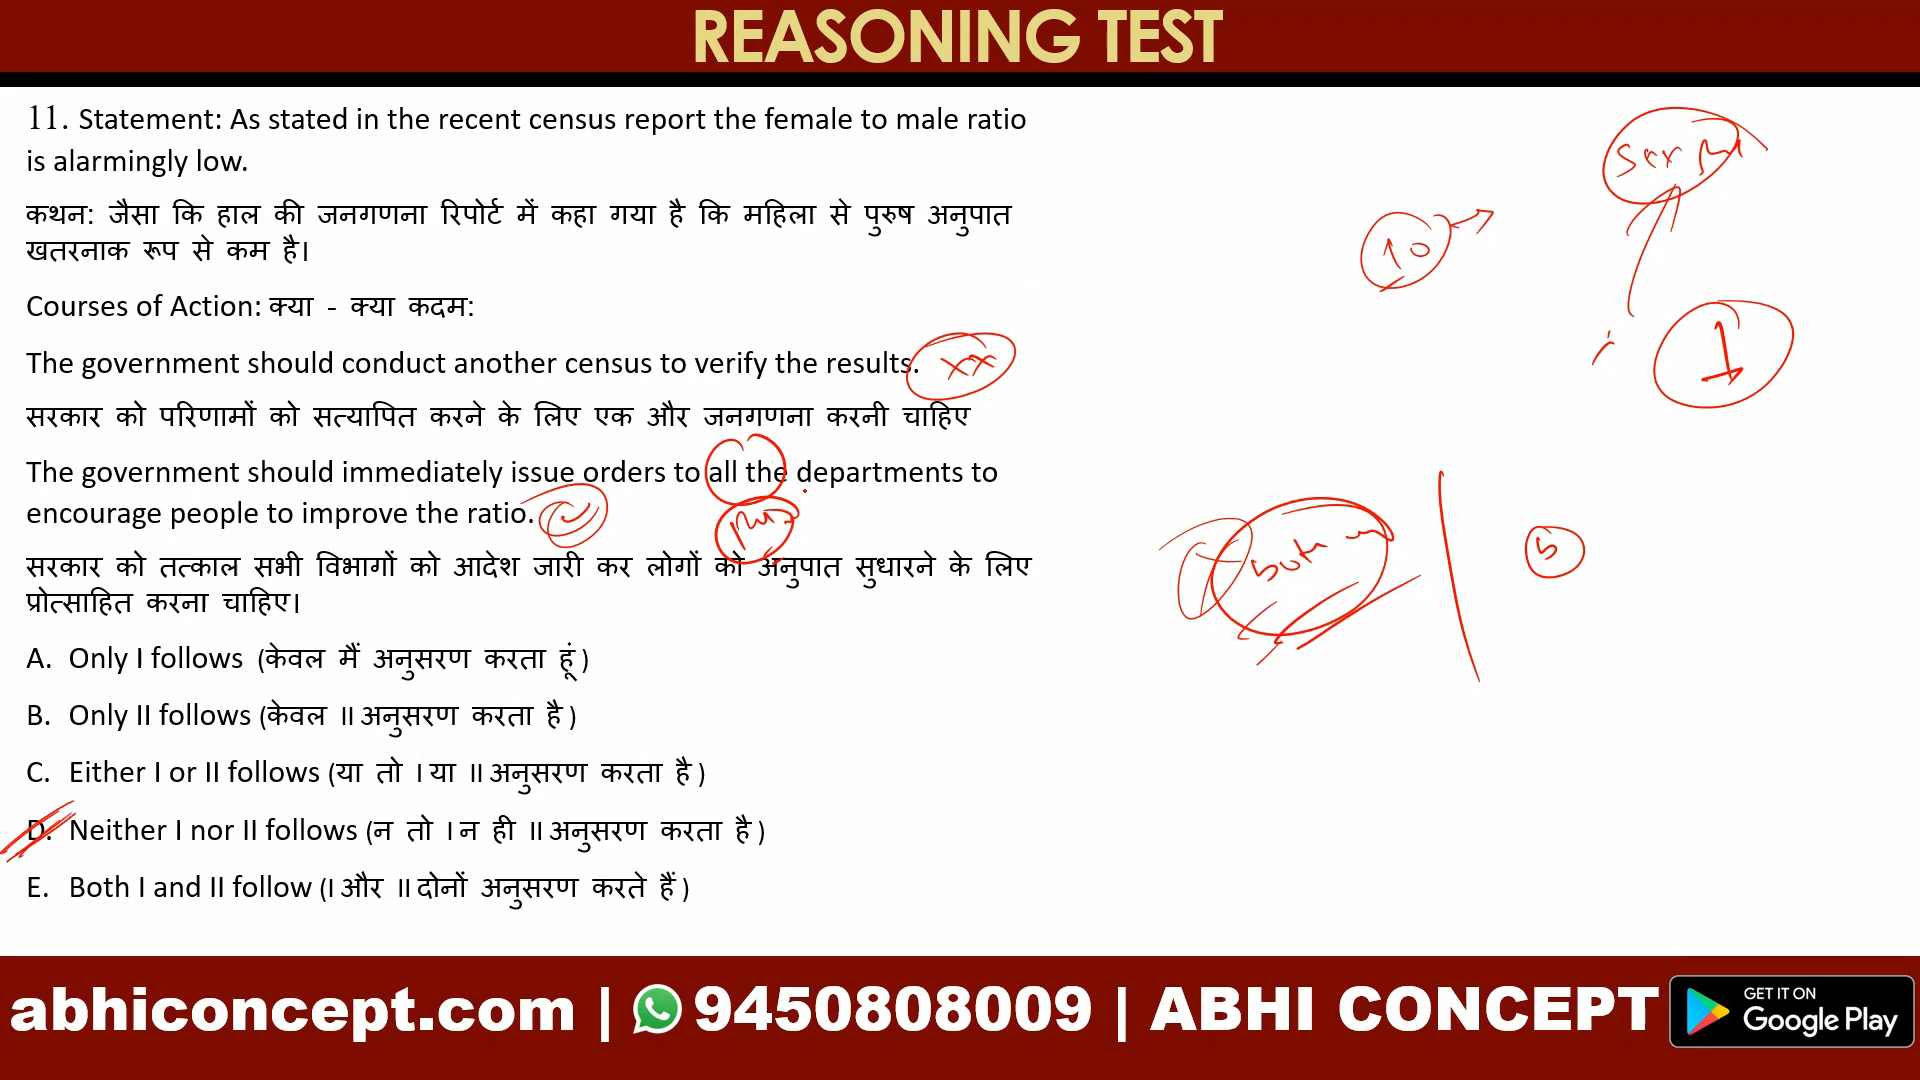 REASONING TEST
11. Statement: As stated in the recent census report the female to male ratio
is alarmingly low.
कथन: जैसा कि हाल की जनगणना रिपोर्ट में कहा गया है कि महिला से पुरुष अनुपात
खतरनाक रूप से कम है।
Courses of Action: क्या - क्या कदम:
The government should conduct another census to verify the results.
xx
सरकार को परिणामों को सत्यापित करने के लिए एक और जनगणना करनी चाहिए
The government should immediately issue orders to all the departments to
encourage people to improve the ratio.
सरकार को तत्काल सभी विभागों को आदेश जारी कर लोगों को अनुपात सुधारने के लिए
प्रोत्साहित करना चाहिए।
A. Only I follows (केवल मैं अनुसरण करता हूं )
B. Only II follows (केवल II अनुसरण करता है )
C. Either I or II follows (या तो I या II अनुसरण करता है )
D. Neither I nor II follows (न तो I न ही II अनुसरण करता है )
E. Both I and II follow (I और II दोनों अनुसरण करते हैं )
10
1
both
5
abhiconcept.com | 9450808009 | ABHI CONCEPT
GET IT ON
Google Play